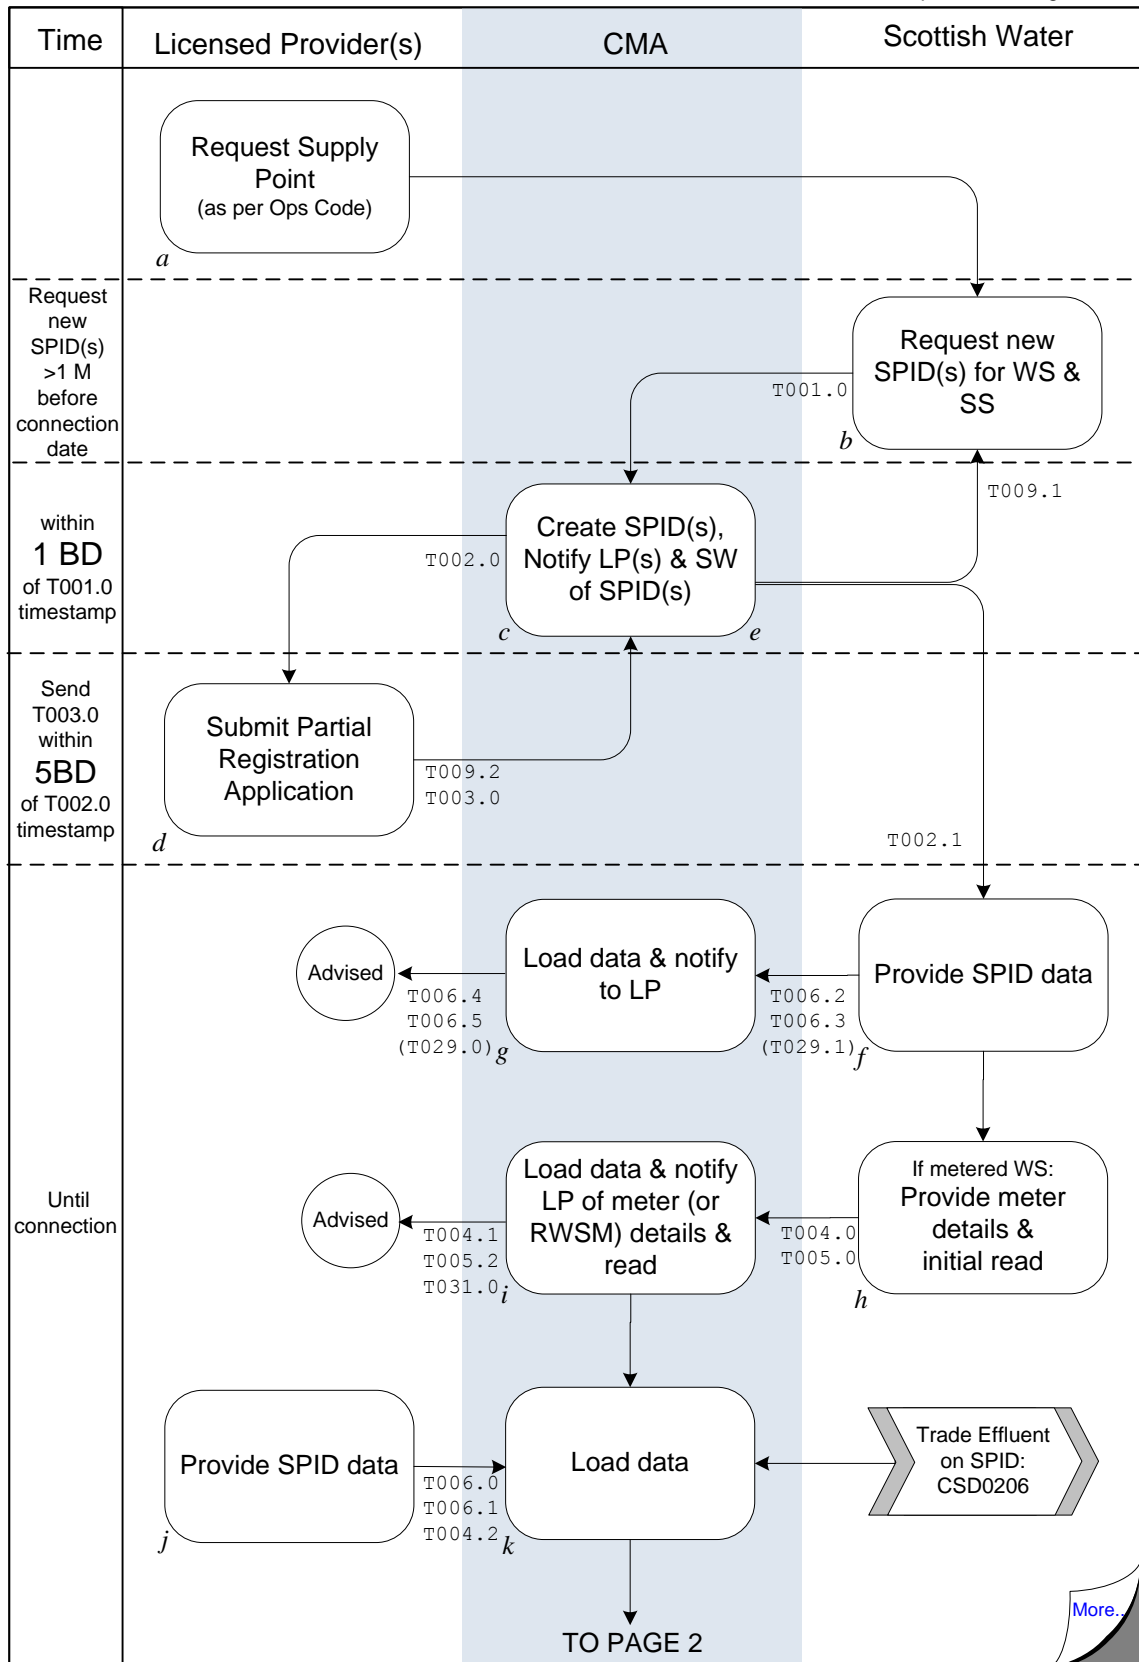 Time
Licensed Provider(s)
CMA
Scottish Water
Request Supply
Point
(as per Ops Code)
a
Request
new
SPID(s)
>1 M
before
connection
date
Request new
SPID(s) for WS &
SS
T001.0
b
T009.1
within
1 BD
of T001.0
timestamp
Create SPID(s),
Notify LP(s) & SW
of SPID(s)
T002.0
c
e
Send
T003.0
within
5BD
of T002.0
timestamp
Submit Partial
Registration
Application
T009.2
T003.0
d
T002.1
Until
connection
Advised
Load data & notify
to LP
Provide SPID data
T006.4
T006.5
(T029.0)
g
T006.2
T006.3
(T029.1)
f
Advised
Load data & notify
LP of meter (or
RWSM) details &
read
If metered WS:
Provide meter
details &
initial read
T004.1
T005.2
T031.0
i
T004.0
T005.0
h
Provide SPID data
Load data
Trade Effluent
on SPID:
CSD0206
T006.0
T006.1
T004.2
j
k
TO PAGE 2
More..